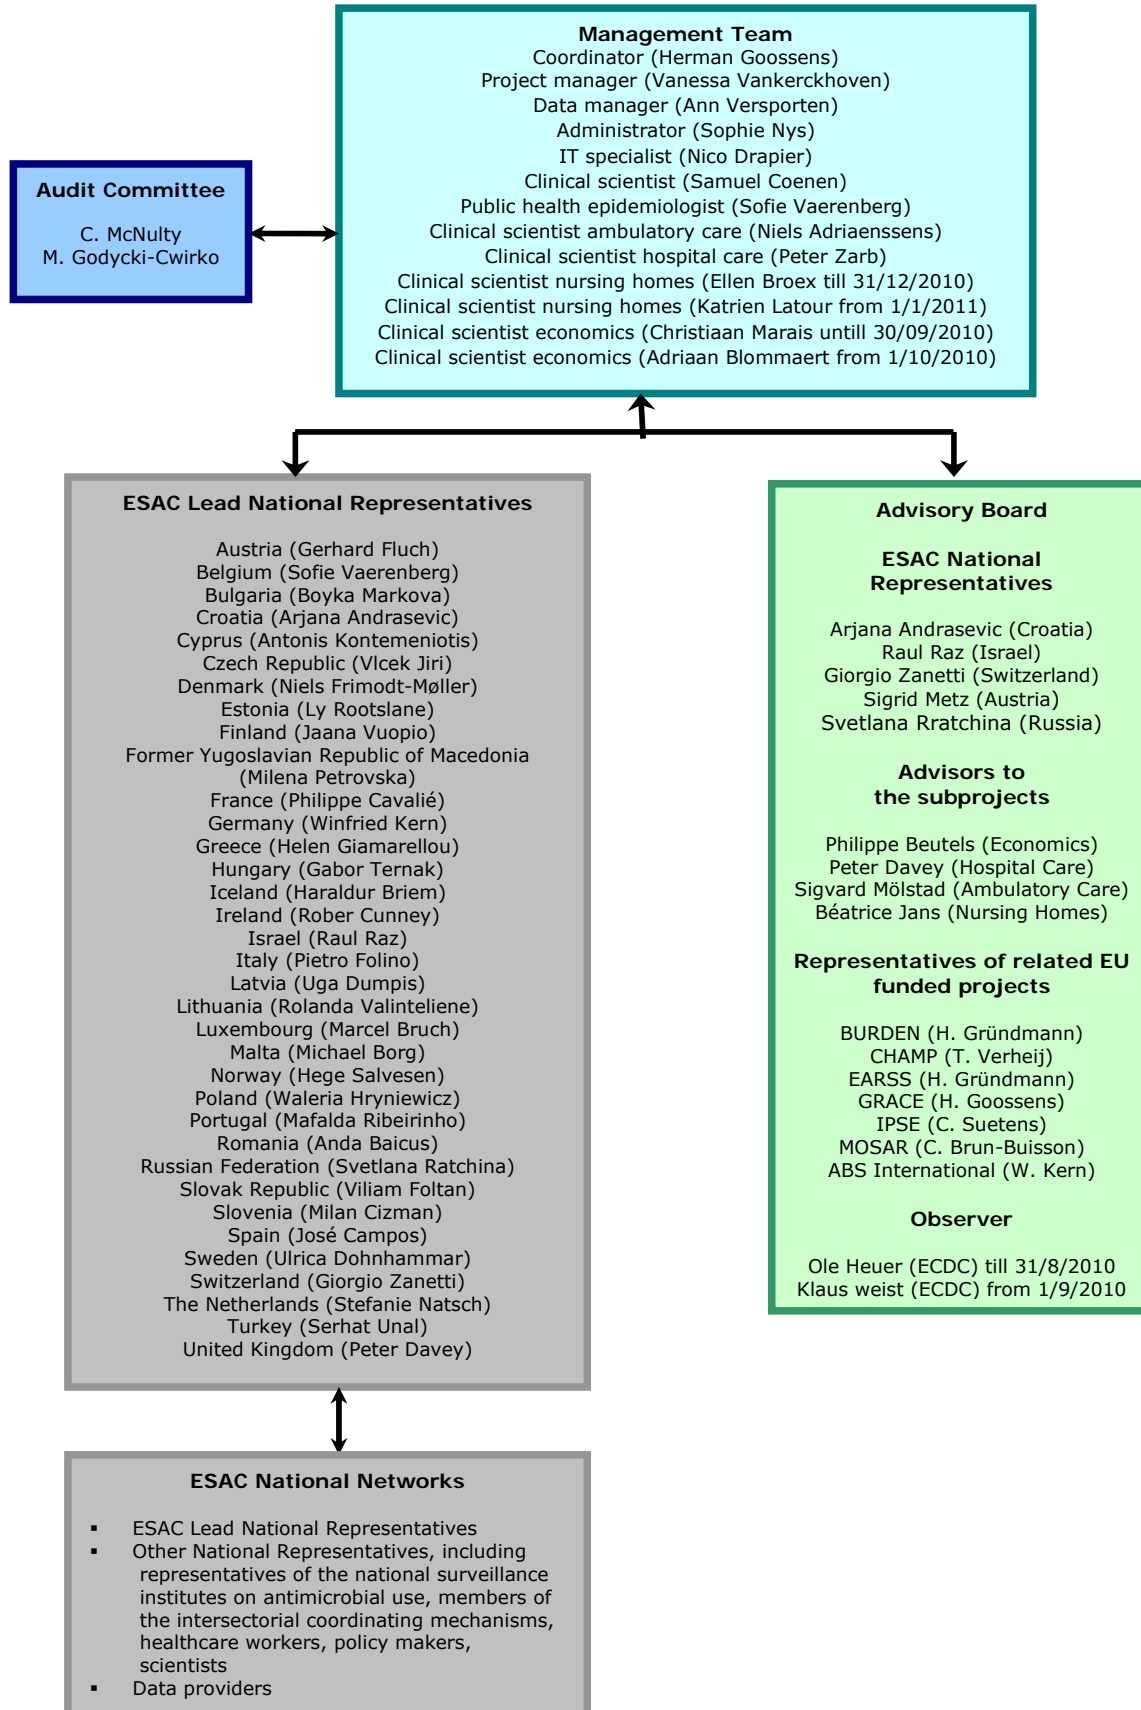 Management Team
Coordinator (Herman Goossens)
Project manager (Vanessa Vankerckhoven)
Data manager (Ann Versporten)
Administrator (Sophie Nys)
IT specialist (Nico Drapier)
Clinical scientist (Samuel Coenen)
Public health epidemiologist (Sofie Vaerenberg)
Clinical scientist ambulatory care (Niels Adriaenssens)
Clinical scientist hospital care (Peter Zarb)
Clinical scientist nursing homes (Ellen Broex till 31/12/2010)
Clinical scientist nursing homes (Katrien Latour from 1/1/2011)
Clinical scientist economics (Christiaan Marais untill 30/09/2010)
Clinical scientist economics (Adriaan Blommaert from 1/10/2010)
Audit Committee
C. McNulty
M. Godycki-Cwirko
ESAC Lead National Representatives
Austria (Gerhard Fluch)
Belgium (Sofie Vaerenberg)
Bulgaria (Boyka Markova)
Croatia (Arjana Andrasevic)
Cyprus (Antonis Kontemeniotis)
Czech Republic (Vlcek Jiri)
Denmark (Niels Frimodt-Møller)
Estonia (Ly Rootslane)
Finland (Jaana Vuopio)
Former Yugoslavian Republic of Macedonia
(Milena Petrovska)
France (Philippe Cavalié)
Germany (Winfried Kern)
Greece (Helen Giamarellou)
Hungary (Gabor Ternak)
Iceland (Haraldur Briem)
Ireland (Rober Cunney)
Israel (Raul Raz)
Italy (Pietro Folino)
Latvia (Uga Dumpis)
Lithuania (Rolanda Valinteliene)
Luxembourg (Marcel Bruch)
Malta (Michael Borg)
Norway (Hege Salvesen)
Poland (Waleria Hryniewicz)
Portugal (Mafalda Ribeirinho)
Romania (Anda Baicus)
Russian Federation (Svetlana Ratchina)
Slovak Republic (Viliam Foltan)
Slovenia (Milan Cizman)
Spain (José Campos)
Sweden (Ulrica Dohnhammar)
Switzerland (Giorgio Zanetti)
The Netherlands (Stefanie Natsch)
Turkey (Serhat Unal)
United Kingdom (Peter Davey)
Advisory Board
ESAC National
Representatives
Arjana Andrasevic (Croatia)
Raul Raz (Israel)
Giorgio Zanetti (Switzerland)
Sigrid Metz (Austria)
Svetlana Rratchina (Russia)
Advisors to
the subprojects
Philippe Beutels (Economics)
Peter Davey (Hospital Care)
Sigvard Mölstad (Ambulatory Care)
Béatrice Jans (Nursing Homes)
Representatives of related EU
funded projects
BURDEN (H. Gründmann)
CHAMP (T. Verheij)
EARSS (H. Gründmann)
GRACE (H. Goossens)
IPSE (C. Suetens)
MOSAR (C. Brun-Buisson)
ABS International (W. Kern)
Observer
Ole Heuer (ECDC) till 31/8/2010
Klaus weist (ECDC) from 1/9/2010
ESAC National Networks
▪ ESAC Lead National Representatives
▪ Other National Representatives, including
representatives of the national surveillance
institutes on antimicrobial use, members of
the intersectorial coordinating mechanisms,
healthcare workers, policy makers,
scientists
▪ Data providers